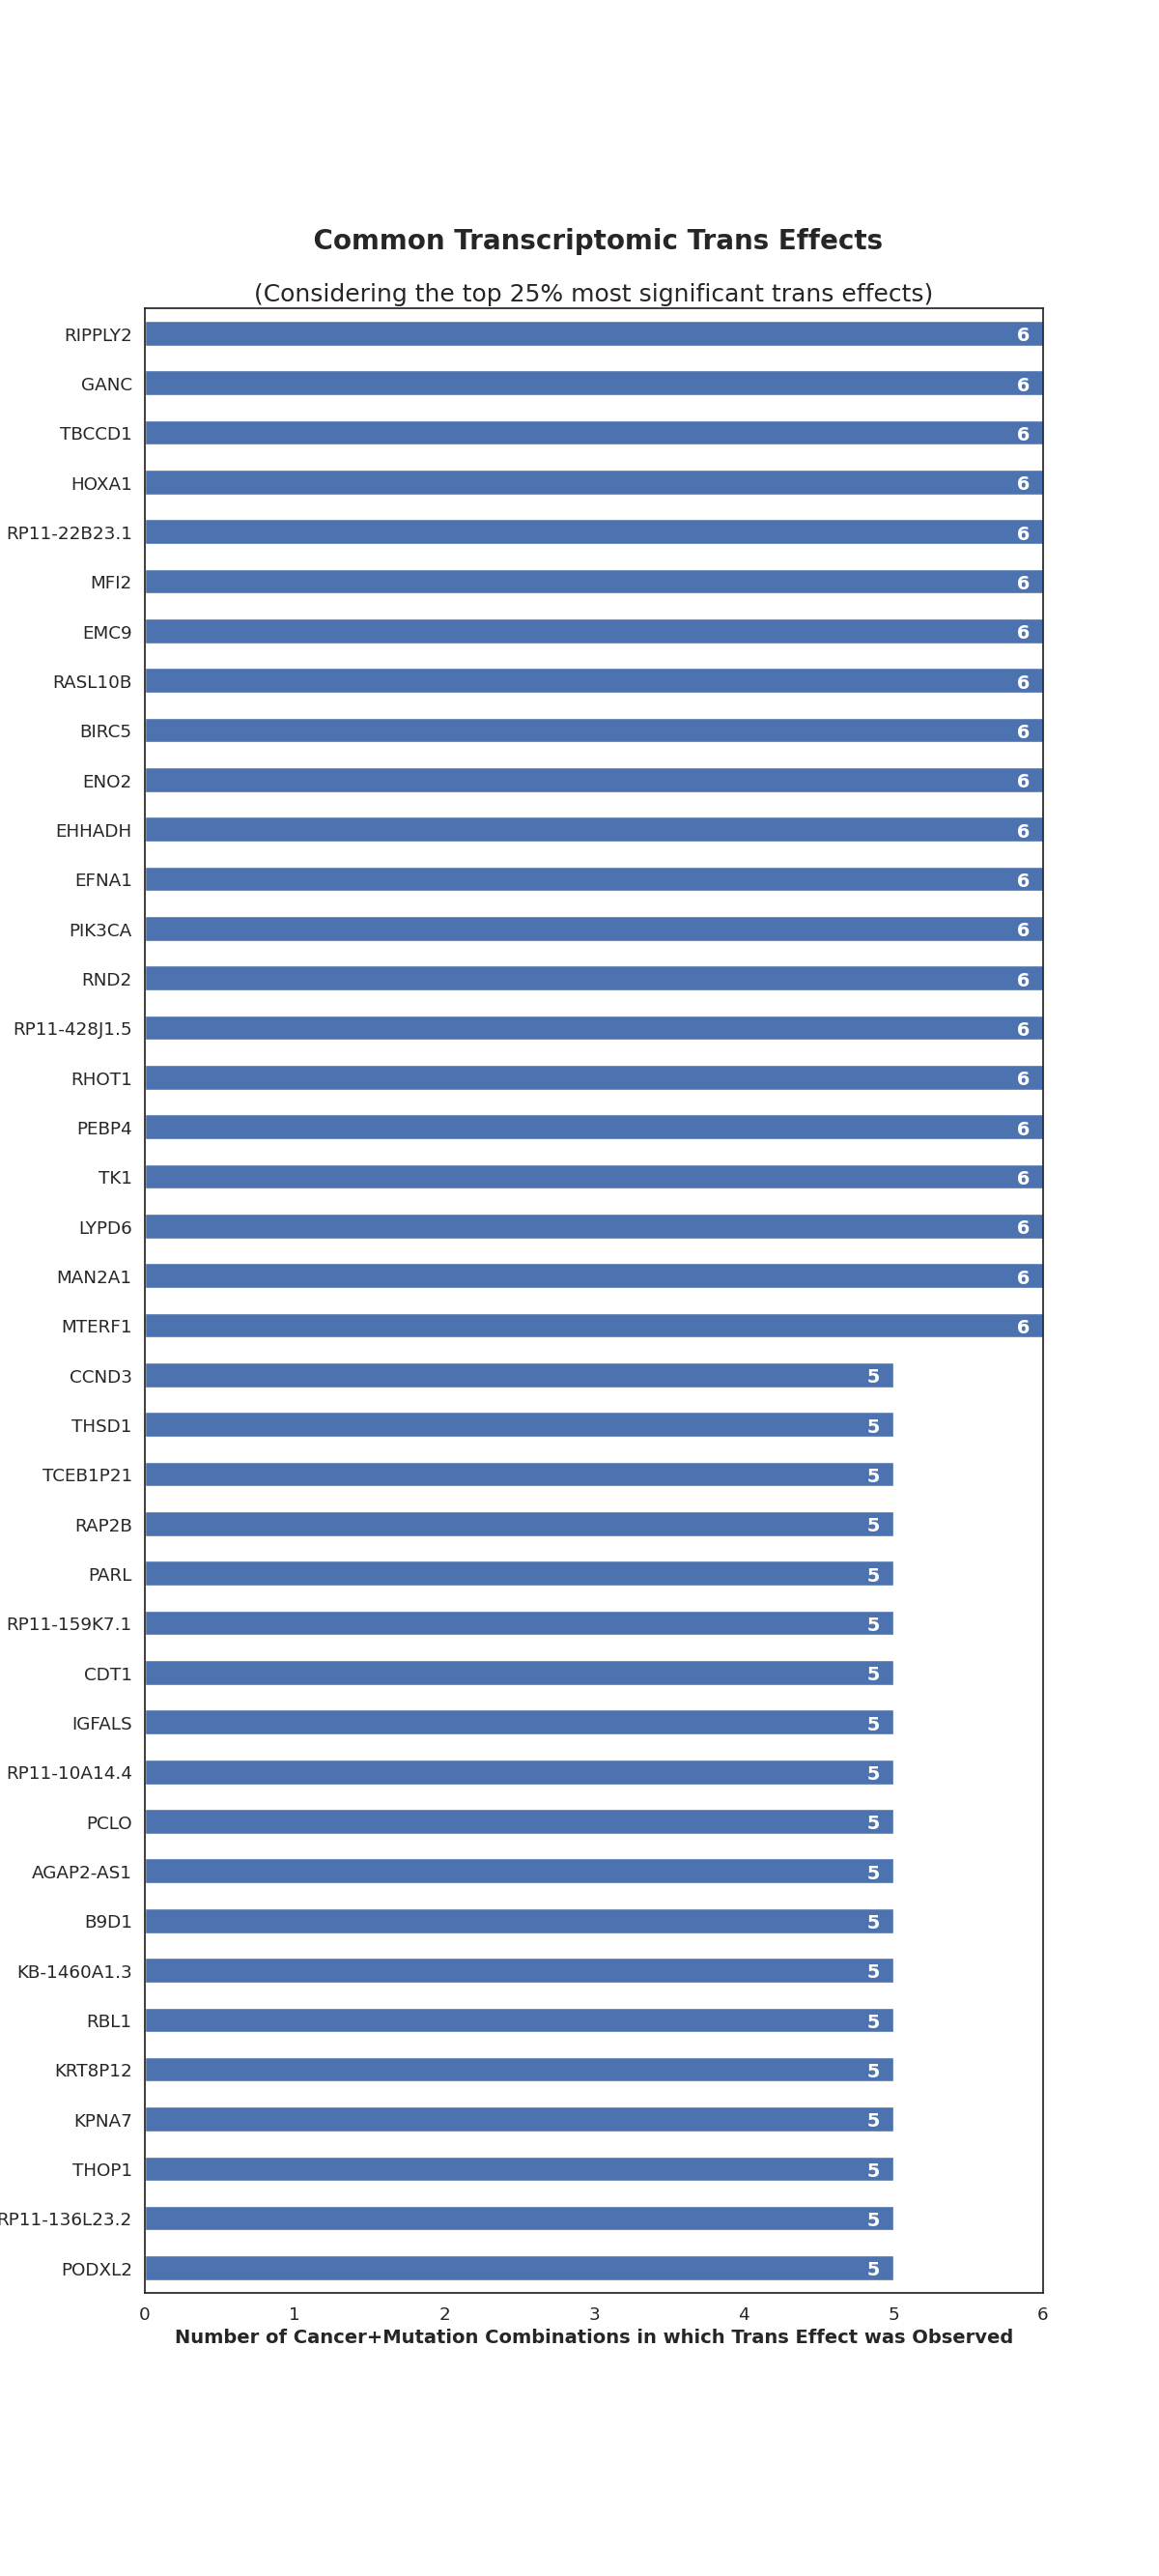 Common Transcriptomic Trans Effects
(Considering the top 25% most significant trans effects)
RIPPLY2 6
GANC 6
TBCCD1 6
HOXA1 6
RP11-22B23.1 6
MFI2 6
EMC9 6
RASL10B 6
BIRC5 6
ENO2 6
EHHADH 6
EFNA1 6
PIK3CA 6
RND2 6
RP11-428J1.5 6
RHOT1 6
PEBP4 6
TK1 6
LYPD6 6
MAN2A1 6
MTERF1 6
CCND3 5
THSD1 5
TCEB1P21 5
RAP2B 5
PARL 5
RP11-159K7.1 5
CDT1 5
IGFALS 5
RP11-10A14.4 5
PCLO 5
AGAP2-AS1 5
B9D1 5
KB-1460A1.3 5
RBL1 5
KRT8P12 5
KPNA7 5
THOP1 5
RP11-136L23.2 5
PODXL2 5
0 1 2 3 4 5 6
Number of Cancer+Mutation Combinations in which Trans Effect was Observed